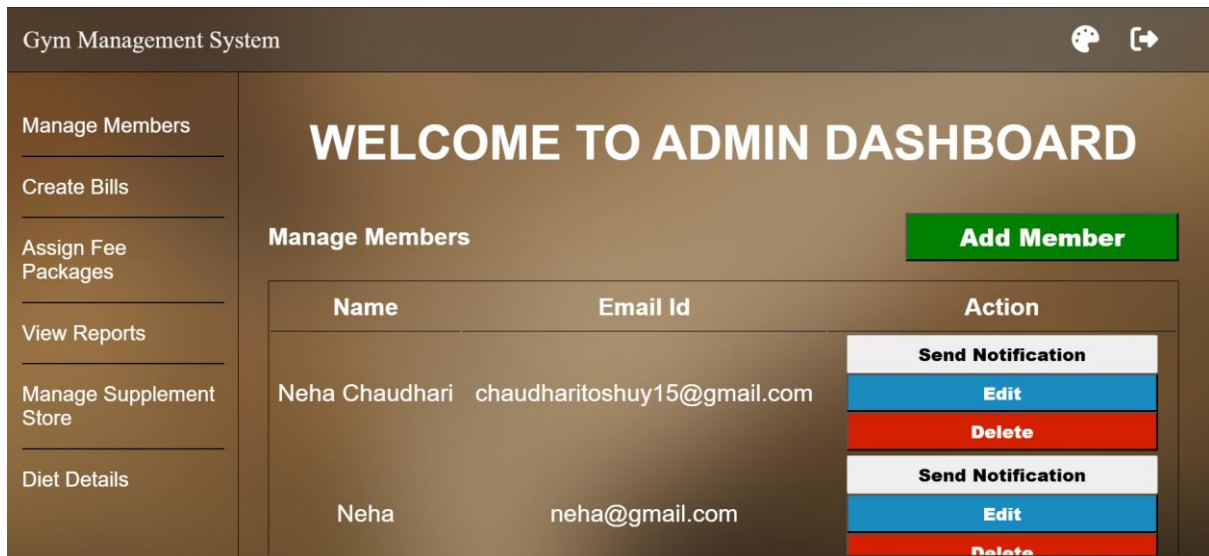 Gym Management System
Manage Members
Create Bills
Assign Fee
Packages
View Reports
Manage Supplement
Store
Diet Details
WELCOME TO ADMIN DASHBOARD
Manage Members
Add Member
Name Email Id Action
Send Notification
Neha Chaudhari chaudharitoshuy15@gmail.com Edit
Delete
Send Notification
Neha neha@gmail.com Edit
Delete